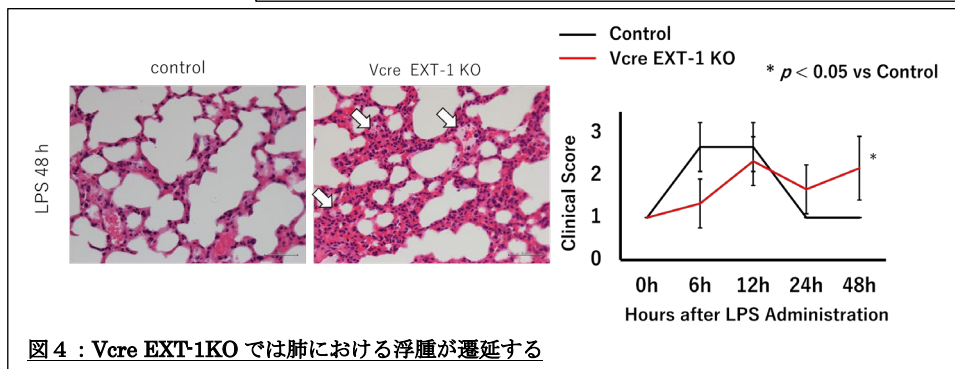 Control
Vcre EXT-1 KO
* p < 0.05 vs Control
control
Vcre EXT-1 KO
LPS 48 h
Clinical Score
3
2
1
0
*
0h 6h 12h 24h 48h
Hours after LPS Administration
図４：Vcre EXT-1KO では肺における浮腫が遷延する